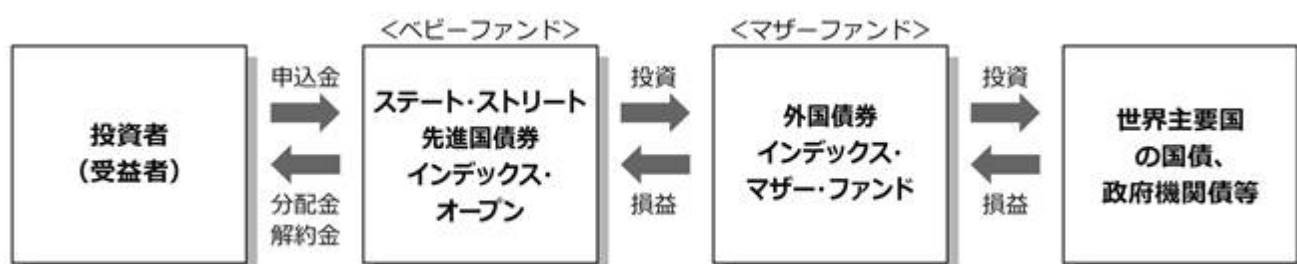 <ベビーファンド>
<マザーファンド>
投資者
(受益者)
申込金
分配金
解約金
ステート・ストリート
先進国債券
インデックス・
オープン
投資
損益
外国債券
インデックス・
マザー・ファンド
投資
損益
世界主要国
の国債、
政府機関債等